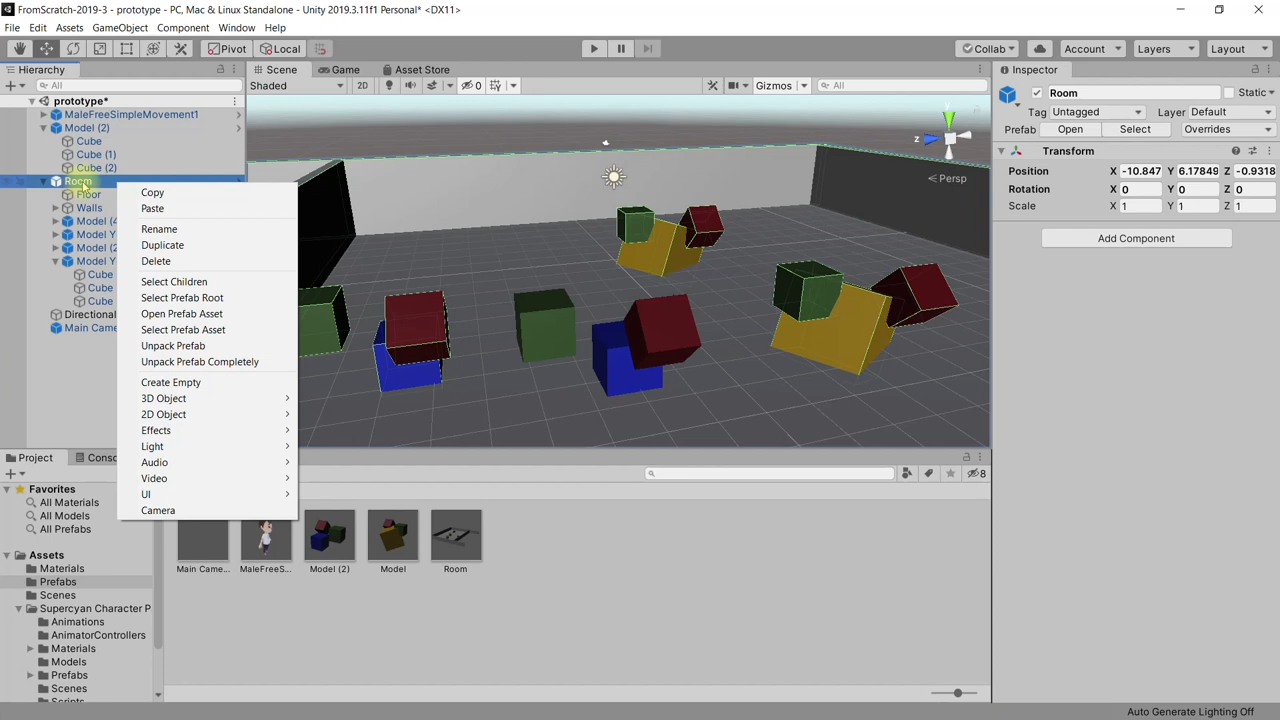 FromScratch-2019-3 - prototype - PC, Mac & Linux Standalone - Unity 2019.3.11f1 Personal* <DX11>
File Edit Assets GameObject Component Window Help
Pivot Local Collab Account Layers Layout
Hierarchy
All
prototype*
MaleFreeSimpleMovement1
Model (2)
Cube
Cube (1)
Cube (2)
Room
Floor
Walls
Model (4
Model Y
Model (2
Model Y
Cube
Cube
Cube
Directional
Main Came
Copy
Paste
Rename
Duplicate
Delete
Select Children
Select Prefab Root
Open Prefab Asset
Select Prefab Asset
Unpack Prefab
Unpack Prefab Completely
Create Empty
3D Object
2D Object
Effects
Light
Audio
Video
UI
Camera
Scene Game Asset Store
Shaded 2D 0 Gizmos All
y
z
Persp
Inspector
Room Static
Tag Untagged Layer Default
Prefab Open Select Overrides
Transform
Position X -10.847 Y 6.17849 Z -0.9318
Rotation X 0 Y 0 Z 0
Scale X 1 Y 1 Z 1
Add Component
Project Conso
8
Favorites
All Materials
All Models
All Prefabs
Assets
Materials
Prefabs
Scenes
Supercyan Character P
Animations
AnimatorControllers
Materials
Models
Prefabs
Scenes
Scripts
Main Came... MaleFreeS... Model (2) Model Room
Auto Generate Lighting Off